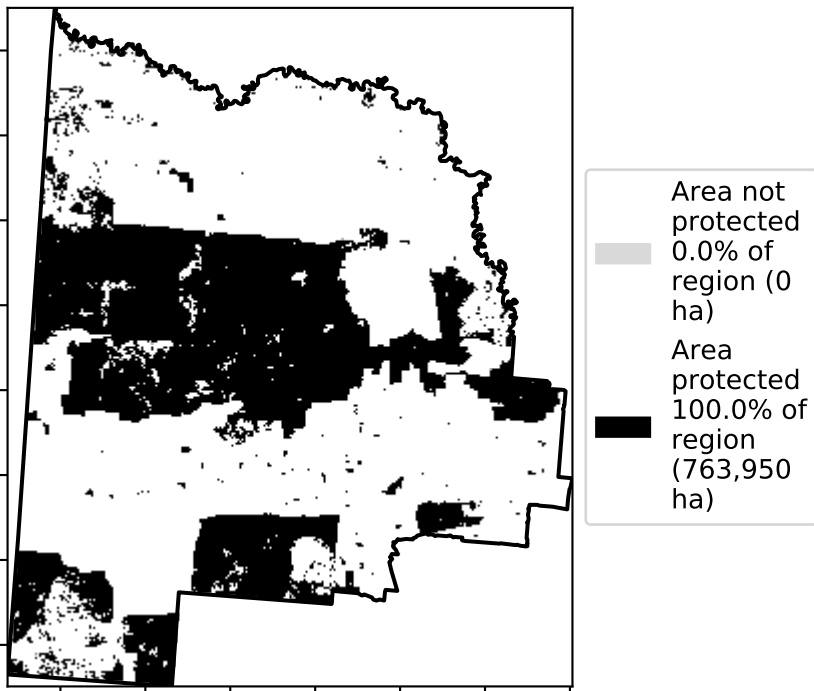 Area not
protected
0.0% of
region (0
ha)
Area
protected
100.0% of
region
(763,950
ha)